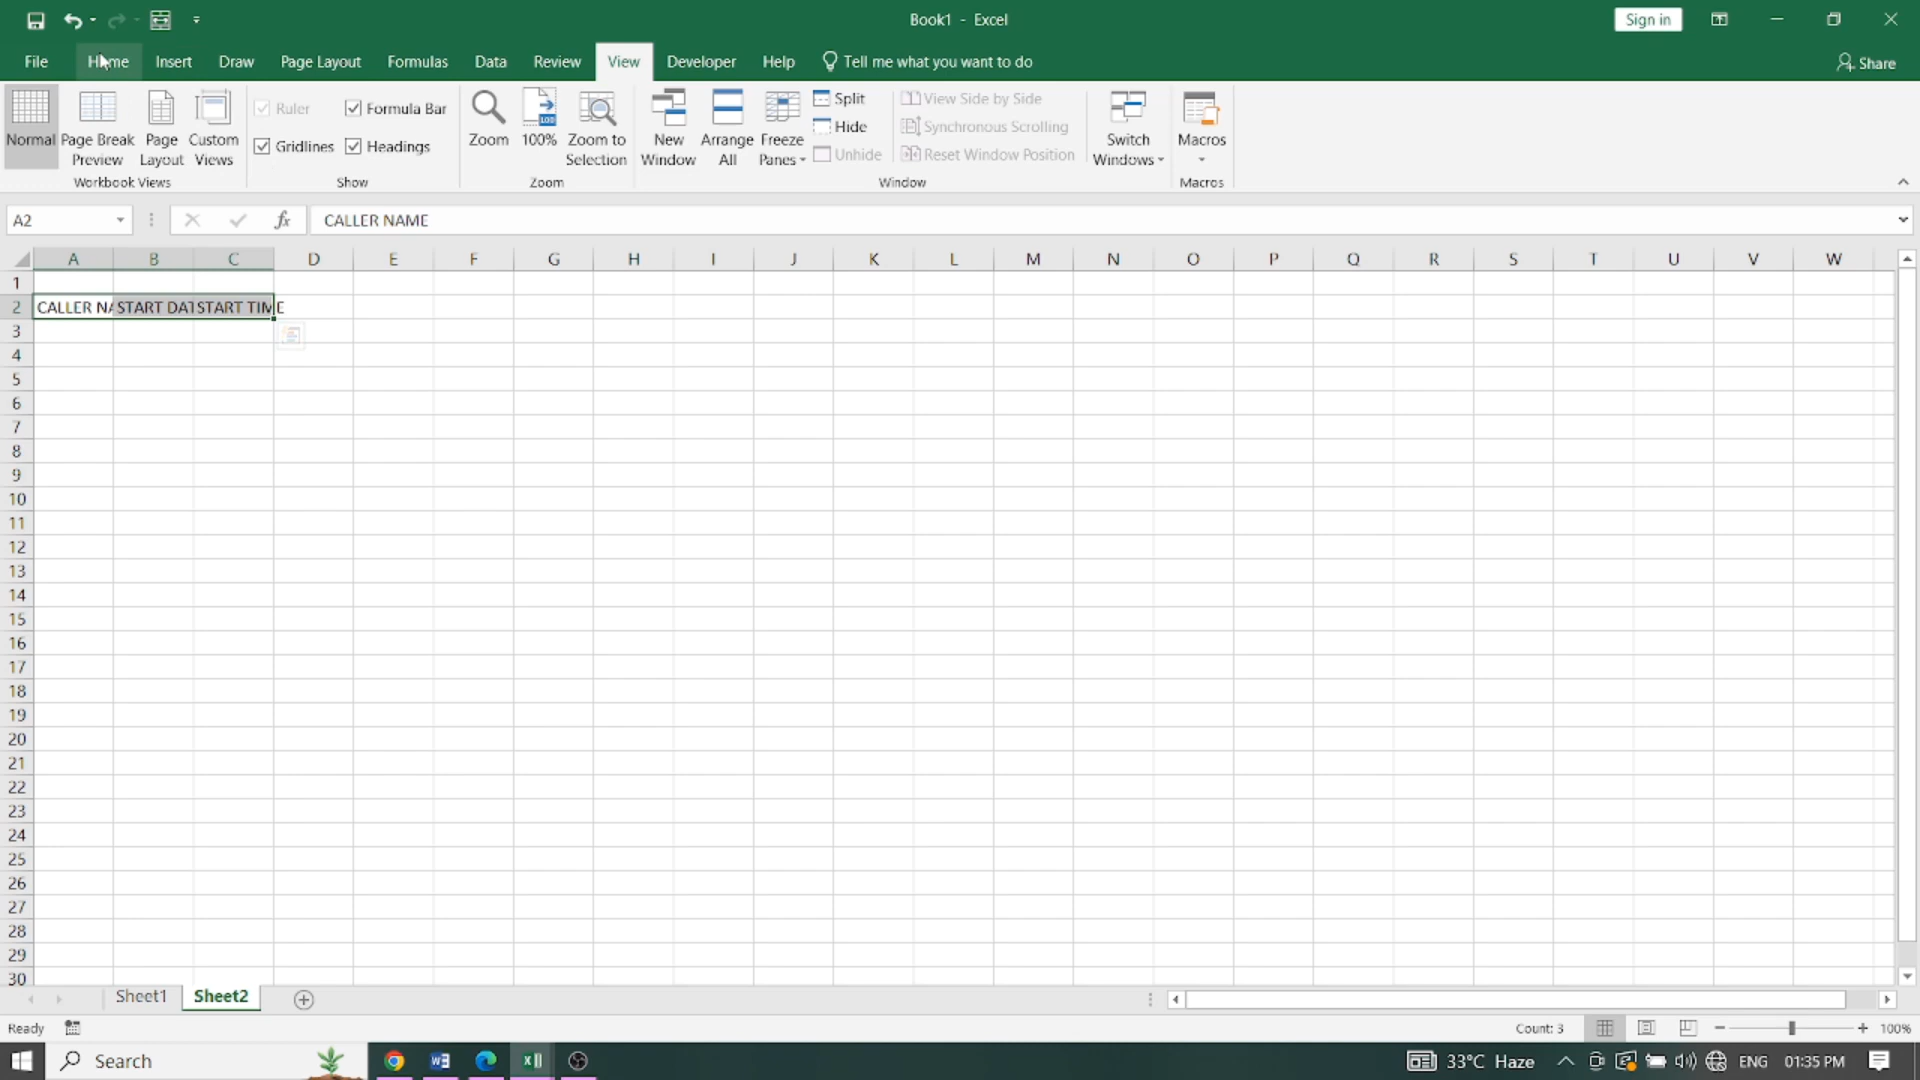 Book1 - Excel
Sign in
File Home Insert Draw Page Layout Formulas Data Review View Developer Help Tell me what you want to do
Share
Normal
Page Break Preview
Page Layout
Custom Views
Workbook Views
Ruler
Formula Bar
Gridlines
Headings
Show
Zoom
100%
Zoom to Selection
Zoom
New Window
Arrange All
Freeze Panes
Split
Hide
Unhide
View Side by Side
Synchronous Scrolling
Reset Window Position
Window
Switch Windows
Macros
Macros
A2
fx
CALLER NAME
A B C D E F G H I J K L M N O P Q R S T U V W
1
2 CALLER NA START DAT START TIME
3
4
5
6
7
8
9
10
11
12
13
14
15
16
17
18
19
20
21
22
23
24
25
26
27
28
29
30
Sheet1 Sheet2
Ready
Count: 3
100%
Search
33°C Haze
ENG
01:35 PM